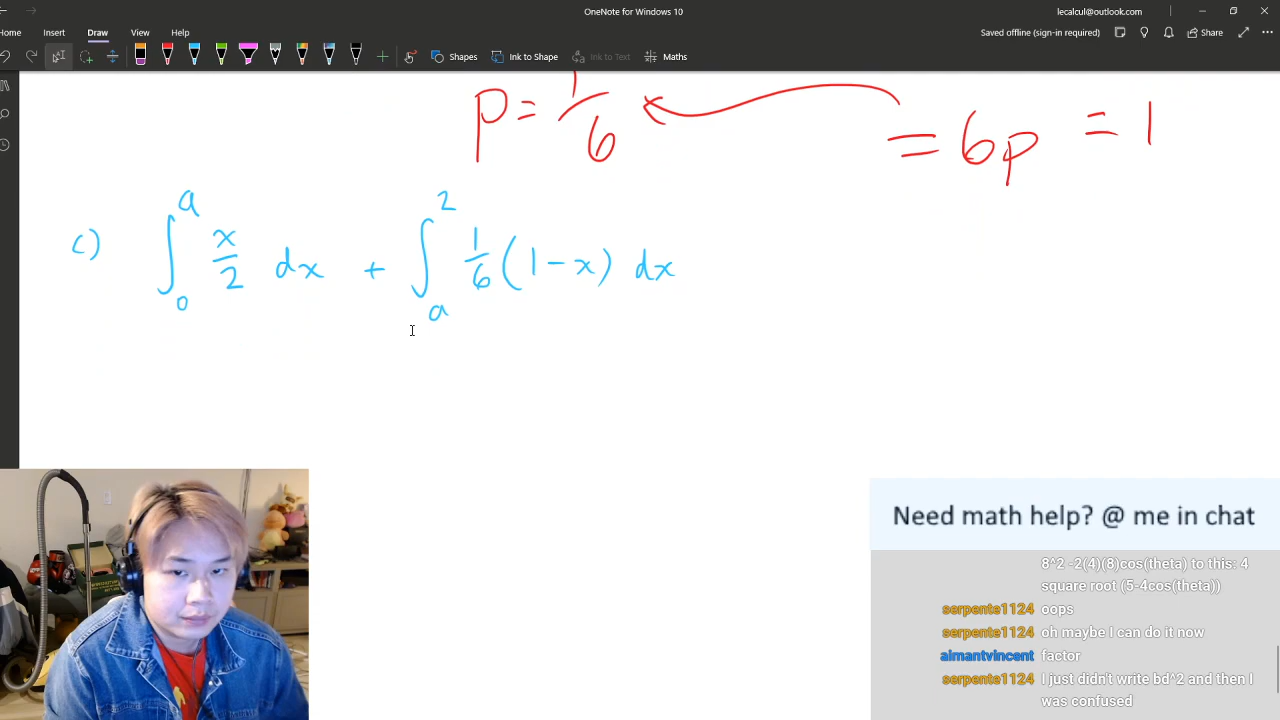 OneNote for Windows 10
lecalcul@outlook.com
Home Insert Draw View Help
Saved offline (sign-in required)
Share
Shapes
Ink to Shape
Ink to Text
Maths
p = 1/6
= 6p = 1
c) ∫₀ᵃ x/2 dx + ∫ₐ² 1/6 (1 - x) dx
Need math help? @ me in chat
8^2 -2(4)(8)cos(theta) to this: 4
square root (5-4cos(theta))
serpente1124 oops
serpente1124 oh maybe I can do it now
aimantvincent factor
serpente1124 I just didn't write bd^2 and then I
was confused